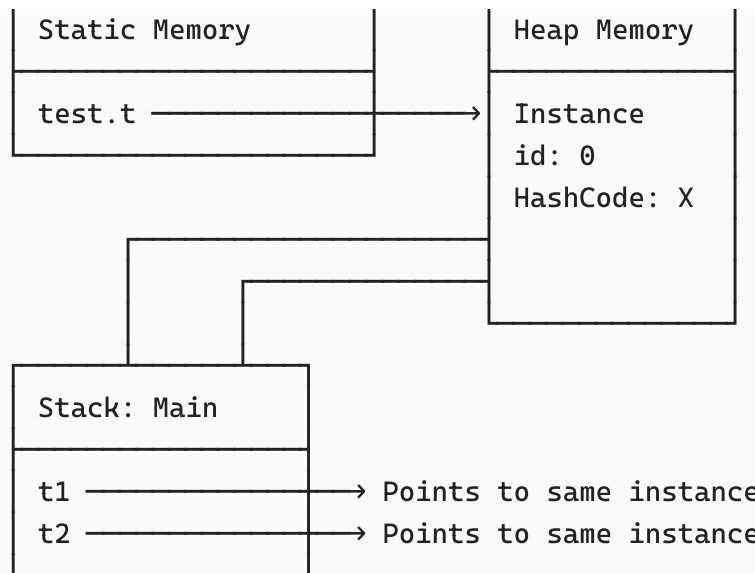 Static Memory
Heap Memory
test.t
Instance
id: 0
HashCode: X
Stack: Main
t1
Points to same instance
t2
Points to same instance